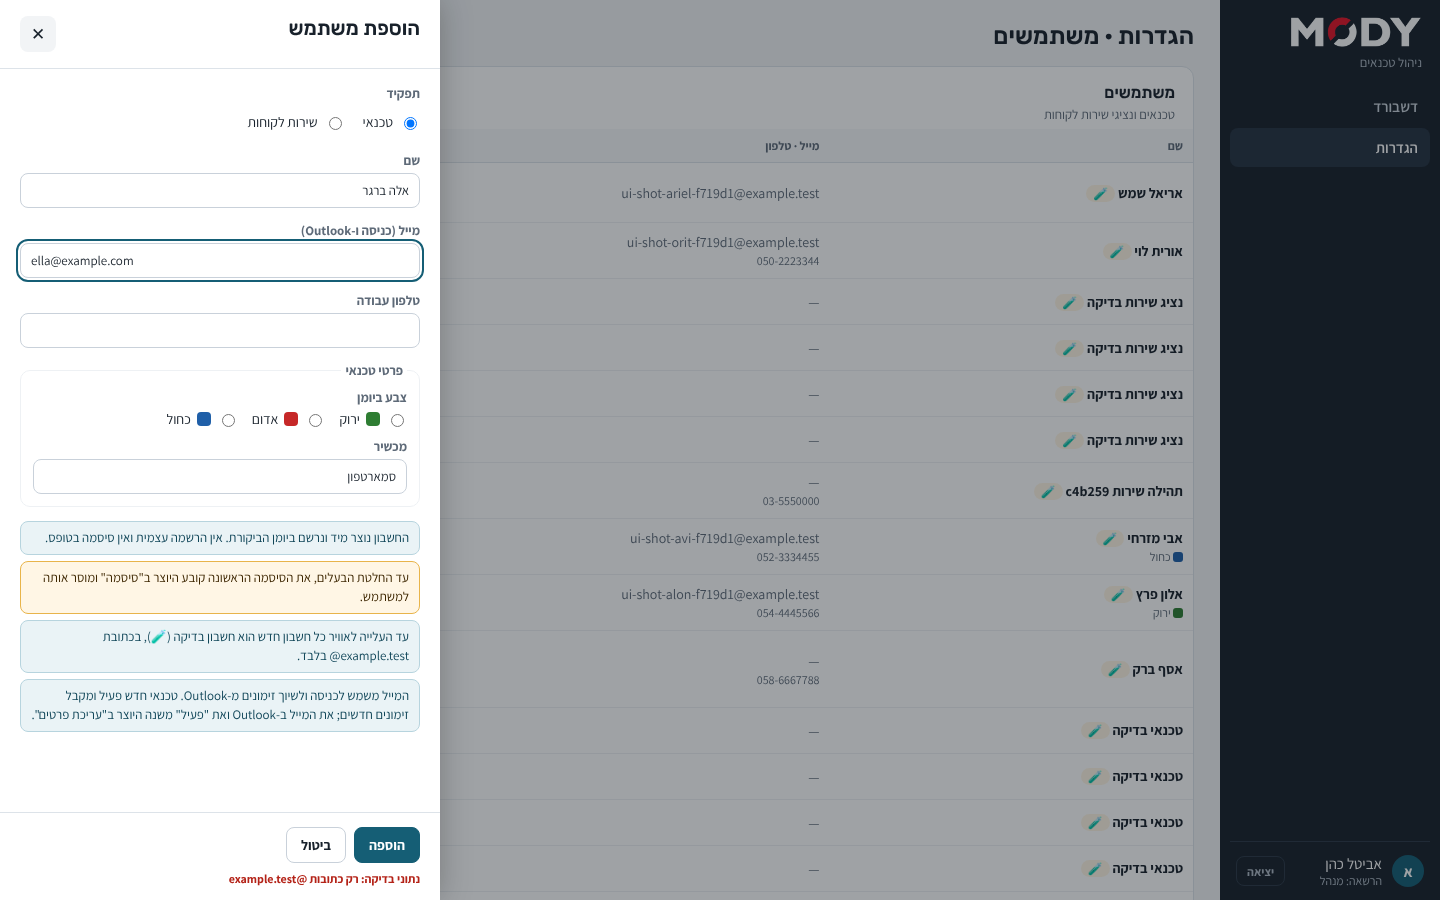 MODY
ניהול טכנאים
דשבורד
הגדרות
אביטל כהן
הרשאה: מנהל
א
יציאה
הגדרות • משתמשים
משתמשים
טכנאים ונציגי שירות לקוחות
שם
מייל · טלפון
אריאל שמש 🧪
ui-shot-ariel-f719d1@example.test
אורית לוי 🧪
ui-shot-orit-f719d1@example.test
050-2223344
נציג שירות בדיקה 🧪
—
נציג שירות בדיקה 🧪
—
נציג שירות בדיקה 🧪
—
נציג שירות בדיקה 🧪
—
תהילה שירות c4b259 🧪
—
03-5550000
אבי מזרחי 🧪
כחול
ui-shot-avi-f719d1@example.test
052-3334455
אלון פרץ 🧪
ירוק
ui-shot-alon-f719d1@example.test
054-4445566
אסף ברק 🧪
—
058-6667788
טכנאי בדיקה 🧪
—
טכנאי בדיקה 🧪
—
טכנאי בדיקה 🧪
—
טכנאי בדיקה 🧪
—
הוספת משתמש
✕
תפקיד
טכנאי
שירות לקוחות
שם
אלה ברגר
מייל (כניסה ו-Outlook)
ella@example.com
טלפון עבודה
פרטי טכנאי
צבע ביומן
ירוק
אדום
כחול
מכשיר
סמארטפון
החשבון נוצר מיד ונרשם ביומן הביקורת. אין הרשמה עצמית ואין סיסמה בטופס.
עד החלטת הבעלים, את הסיסמה הראשונה קובע היוצר ב"סיסמה" ומוסר אותה
למשתמש.
עד העלייה לאוויר כל חשבון חדש הוא חשבון בדיקה (🧪), בכתובת
@example.test בלבד.
המייל משמש לכניסה ולשיוך זימונים מ-Outlook. טכנאי חדש פעיל ומקבל
זימונים חדשים; את המייל ב-Outlook ואת "פעיל" משנה היוצר ב"עריכת פרטים".
הוספה
ביטול
נתוני בדיקה: רק כתובות @example.test